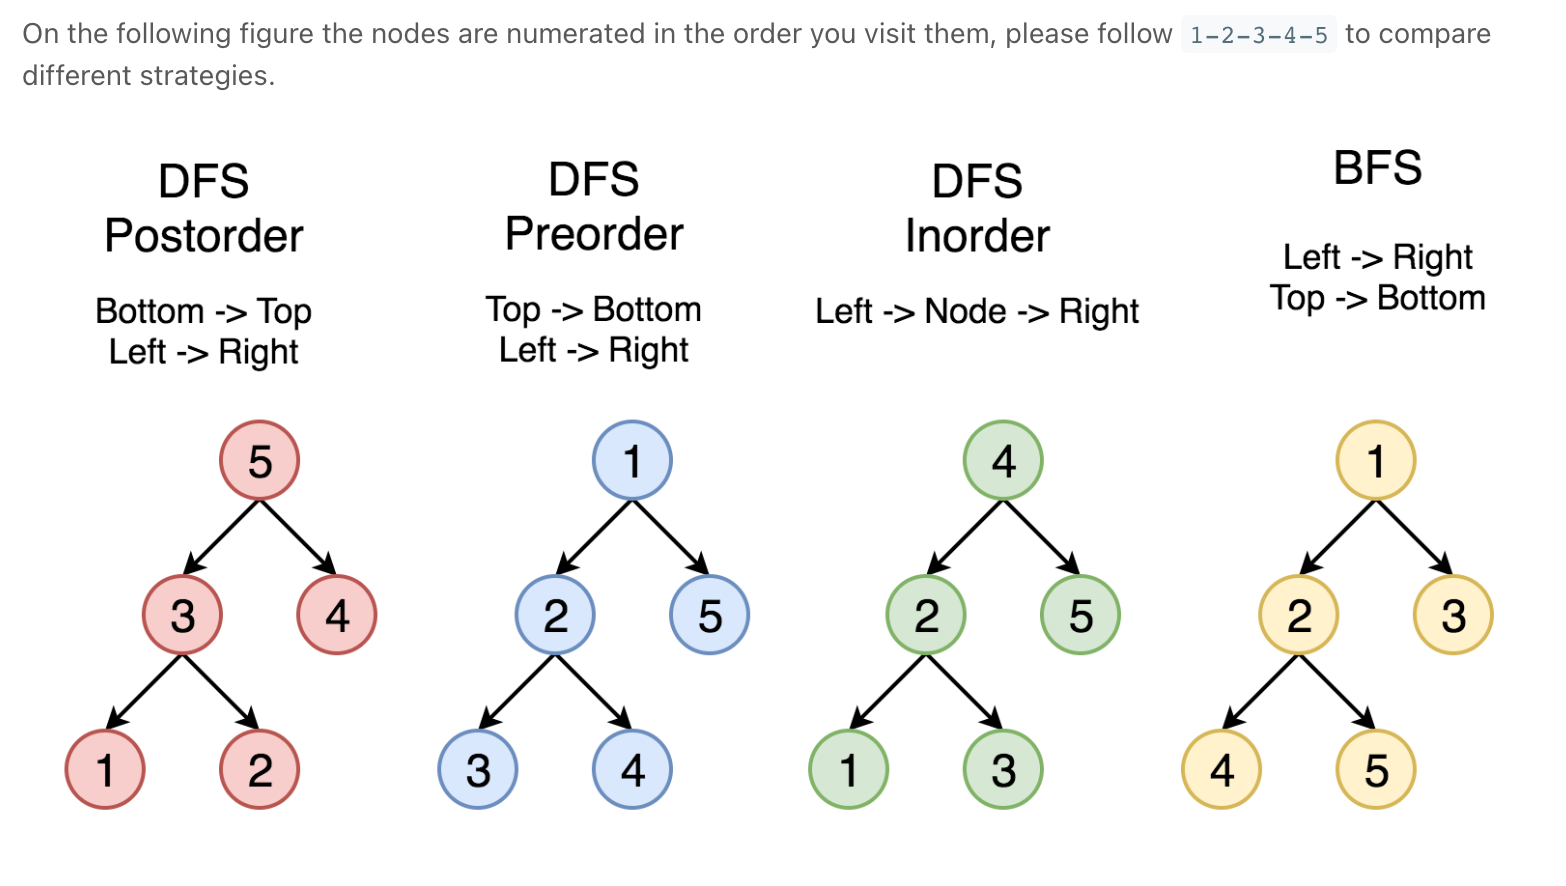 On the following figure the nodes are numerated in the order you visit them, please follow 1-2-3-4-5 to compare
different strategies.
DFS
Postorder
Bottom -> Top
Left -> Right
5
3
4
1
2
DFS
Preorder
Top -> Bottom
Left -> Right
1
2
5
3
4
DFS
Inorder
Left -> Node -> Right
4
2
5
1
3
BFS
Left -> Right
Top -> Bottom
1
2
3
4
5